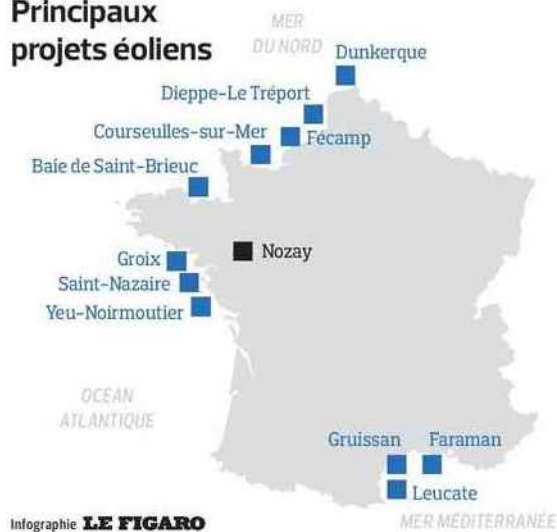 Principaux
projets éoliens
MER
DU NORD
Dunkerque
Dieppe-Le Tréport
Courseulles-sur-Mer
Fécamp
Baie de Saint-Brieuc
Groix
Nozay
Saint-Nazaire
Yeu-Noirmoutier
OCÉAN
ATLANTIQUE
Gruissan
Faraman
Leucate
Infographie LE FIGARO
MER MÉDITERRANÉE